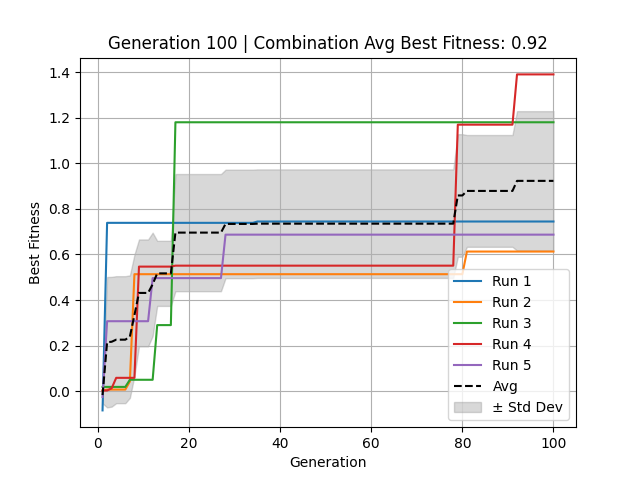 Generation 100 | Combination Avg Best Fitness: 0.92
Best Fitness
1.4
1.2
1.0
0.8
0.6
0.4
0.2
0.0
0 20 40 60 80 100
Generation
Run 1
Run 2
Run 3
Run 4
Run 5
Avg
± Std Dev